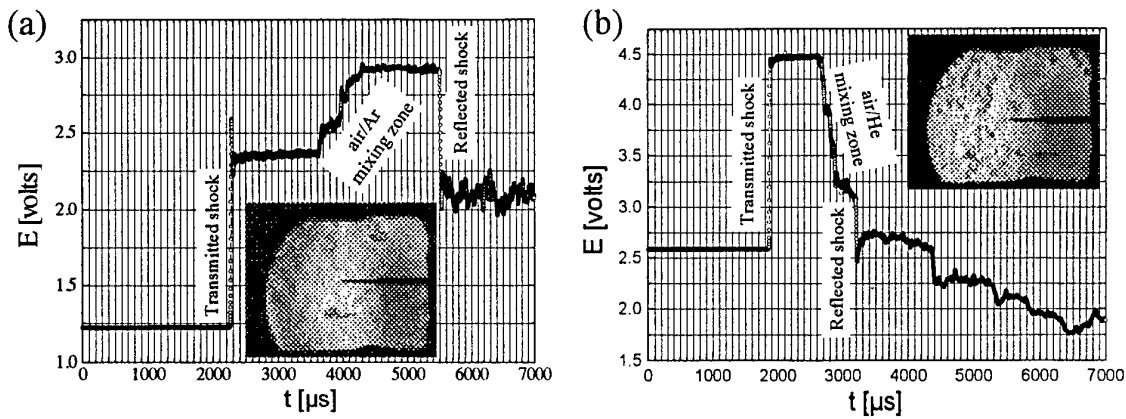 (a)
3.0
2.5
2.0
1.5
1.0
E [volts]
Transmitted shock
air/Ar
mixing zone
Reflected shock
0 1000 2000 3000 4000 5000 6000 7000
t [µs]
(b)
4.5
4.0
3.5
3.0
2.5
2.0
1.5
E [volts]
Transmitted shock
air/He
mixing zone
Reflected shock
0 1000 2000 3000 4000 5000 6000 7000
t [µs]